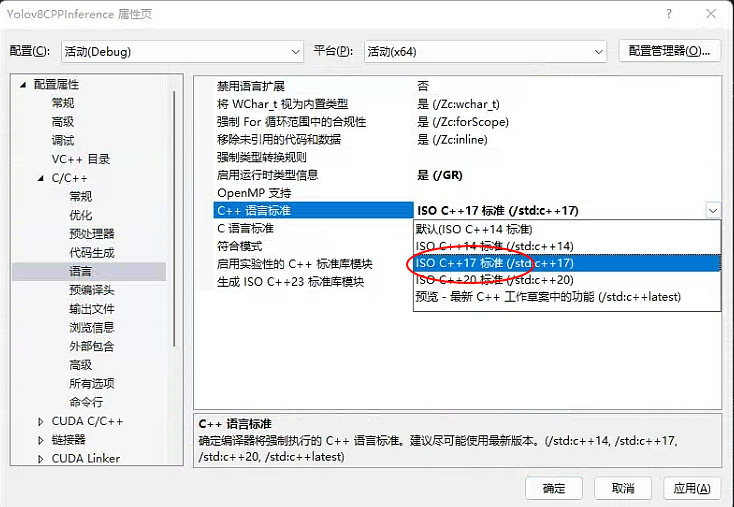 Yolov8CPPInference 属性页
配置(C): 活动(Debug) 平台(P): 活动(x64) 配置管理器(O)...
配置属性
常规
高级
调试
VC++ 目录
C/C++
常规
优化
预处理器
代码生成
语言
预编译头
输出文件
浏览信息
外部包含
高级
所有选项
命令行
CUDA C/C++
链接器
CUDA Linker
禁用语言扩展 否
将 WChar_t 视为内置类型 是 (/Zc:wchar_t)
强制 For 循环范围中的合规性 是 (/Zc:forScope)
移除未引用的代码和数据 是 (/Zc:inline)
强制类型转换规则
启用运行时类型信息 是 (/GR)
OpenMP 支持
C++ 语言标准 ISO C++17 标准 (/std:c++17)
C 语言标准
符合模式
启用实验性的 C++ 标准库模块
生成 ISO C++23 标准库模块
默认(ISO C++14 标准)
ISO C++14 标准 (/std:c++14)
ISO C++17 标准 (/std:c++17)
ISO C++20 标准 (/std:c++20)
预览 - 最新 C++ 工作草案中的功能 (/std:c++latest)
C++ 语言标准
确定编译器将强制执行的 C++ 语言标准。建议尽可能使用最新版本。(/std:c++14, /std:c++17,
/std:c++20, /std:c++latest)
确定 取消 应用(A)